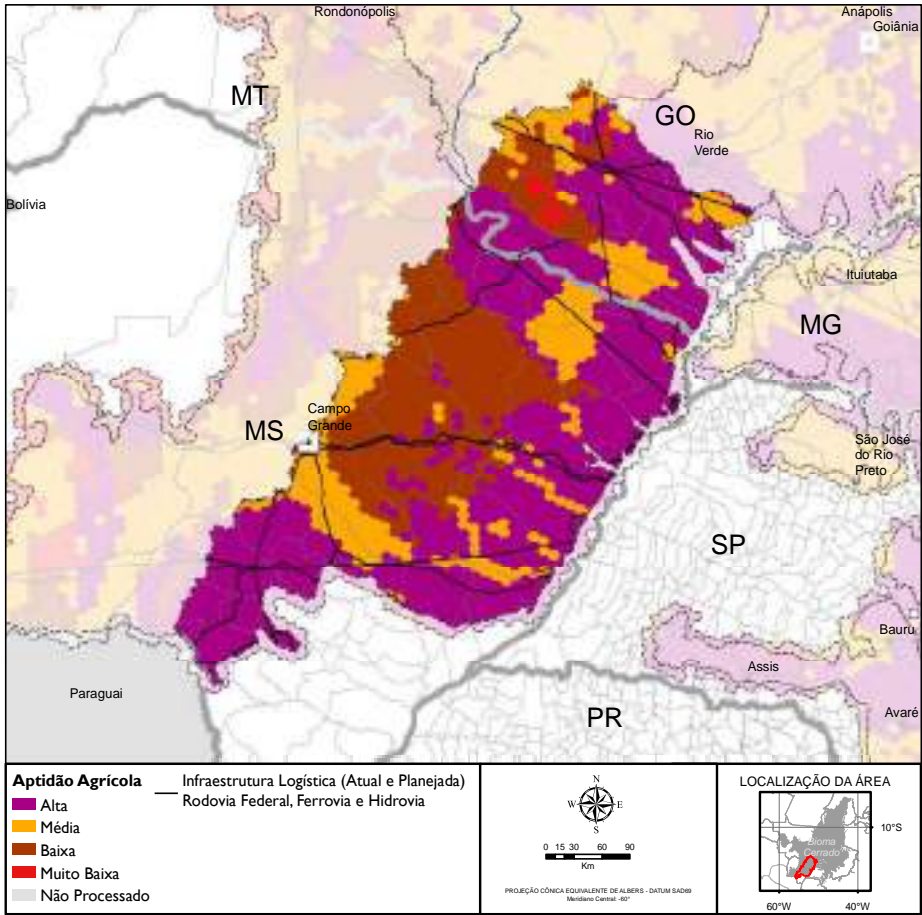 Rondonópolis
Anápolis
Goiânia
MT
GO
Rio
Verde
Bolívia
Ituiutaba
MG
Campo
Grande
MS
São José
do Rio
Preto
SP
Bauru
Assis
Paraguai
Avaré
PR
Aptidão Agrícola
Alta
Média
Baixa
Muito Baixa
Não Processado
Infraestrutura Logística (Atual e Planejada)
Rodovia Federal, Ferrovia e Hidrovia
N
W E
S
0 15 30 60 90
Km
PROJEÇÃO CÔNICA EQUIVALENTE DE ALBERS - DATUM SAD69
Meridiano Central: -60°
LOCALIZAÇÃO DA ÁREA
10°S
Bioma
Cerrado
60°W 40°W